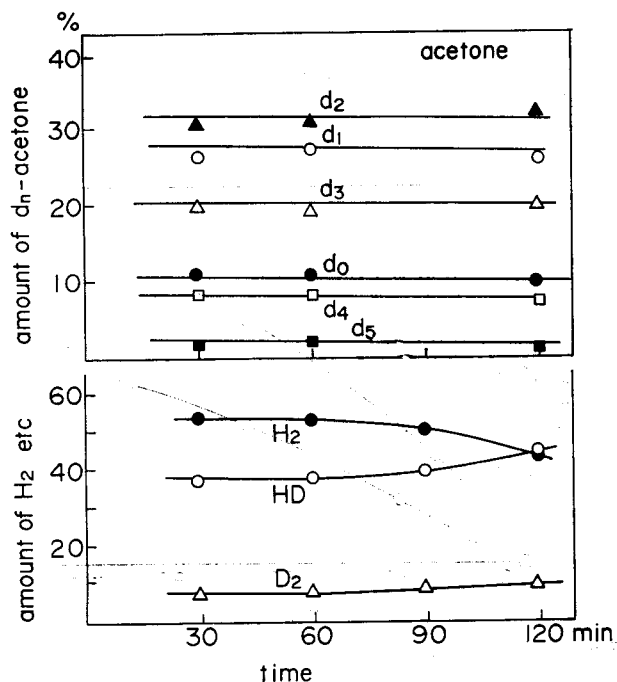 %
40
acetone
d2
30
d1
20
d3
d0
10
d4
d5
amount of dn-acetone
60
H2
40
HD
20
D2
amount of H2 etc
30 60 90 120 min
time